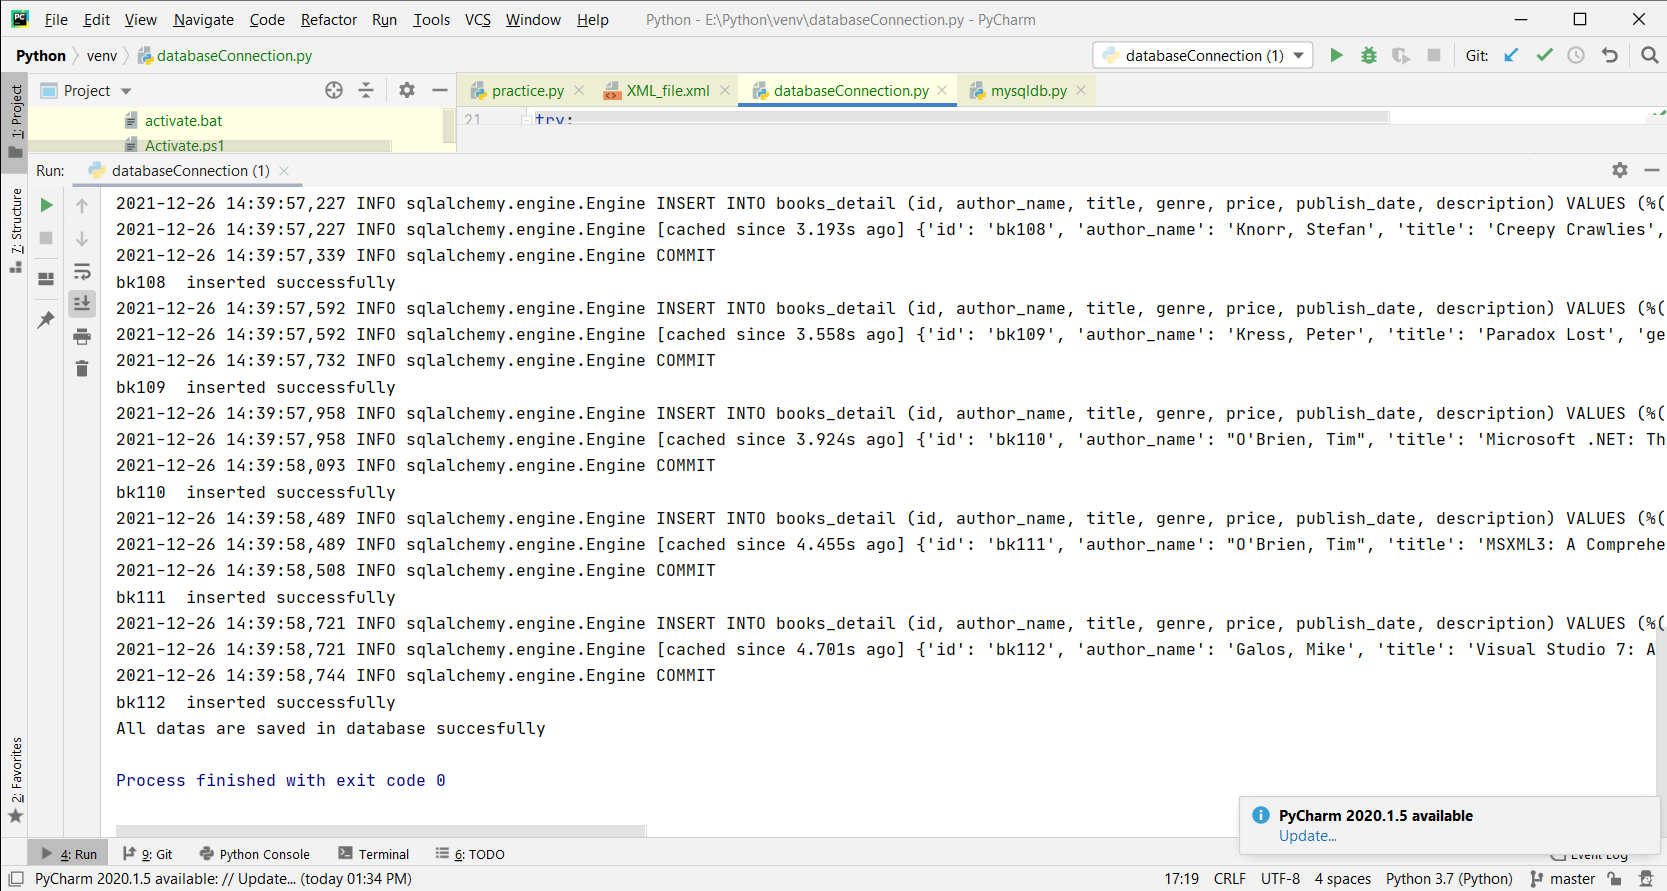 PC File Edit View Navigate Code Refactor Run Tools VCS Window Help Python - E:\Python\venv\databaseConnection.py - PyCharm
Python venv databaseConnection.py databaseConnection (1) Git:
1: Project
Project practice.py XML_file.xml databaseConnection.py mysqldb.py
activate.bat 21 try:
Activate.ps1
Run: databaseConnection (1)
7: Structure
2021-12-26 14:39:57,227 INFO sqlalchemy.engine.Engine INSERT INTO books_detail (id, author_name, title, genre, price, publish_date, description) VALUES (%(
2021-12-26 14:39:57,227 INFO sqlalchemy.engine.Engine [cached since 3.193s ago] {'id': 'bk108', 'author_name': 'Knorr, Stefan', 'title': 'Creepy Crawlies',
2021-12-26 14:39:57,339 INFO sqlalchemy.engine.Engine COMMIT
bk108  inserted successfully
2021-12-26 14:39:57,592 INFO sqlalchemy.engine.Engine INSERT INTO books_detail (id, author_name, title, genre, price, publish_date, description) VALUES (%(
2021-12-26 14:39:57,592 INFO sqlalchemy.engine.Engine [cached since 3.558s ago] {'id': 'bk109', 'author_name': 'Kress, Peter', 'title': 'Paradox Lost', 'ge
2021-12-26 14:39:57,732 INFO sqlalchemy.engine.Engine COMMIT
bk109  inserted successfully
2021-12-26 14:39:57,958 INFO sqlalchemy.engine.Engine INSERT INTO books_detail (id, author_name, title, genre, price, publish_date, description) VALUES (%(
2021-12-26 14:39:57,958 INFO sqlalchemy.engine.Engine [cached since 3.924s ago] {'id': 'bk110', 'author_name': "O'Brien, Tim", 'title': 'Microsoft .NET: Th
2021-12-26 14:39:58,093 INFO sqlalchemy.engine.Engine COMMIT
bk110  inserted successfully
2021-12-26 14:39:58,489 INFO sqlalchemy.engine.Engine INSERT INTO books_detail (id, author_name, title, genre, price, publish_date, description) VALUES (%(
2021-12-26 14:39:58,489 INFO sqlalchemy.engine.Engine [cached since 4.455s ago] {'id': 'bk111', 'author_name': "O'Brien, Tim", 'title': 'MSXML3: A Comprehe
2021-12-26 14:39:58,508 INFO sqlalchemy.engine.Engine COMMIT
bk111  inserted successfully
2021-12-26 14:39:58,721 INFO sqlalchemy.engine.Engine INSERT INTO books_detail (id, author_name, title, genre, price, publish_date, description) VALUES (%(
2021-12-26 14:39:58,721 INFO sqlalchemy.engine.Engine [cached since 4.701s ago] {'id': 'bk112', 'author_name': 'Galos, Mike', 'title': 'Visual Studio 7: A
2021-12-26 14:39:58,744 INFO sqlalchemy.engine.Engine COMMIT
bk112  inserted successfully
All datas are saved in database succesfully
Process finished with exit code 0
2: Favorites
PyCharm 2020.1.5 available
Update...
4: Run 9: Git Python Console Terminal 6: TODO Event Log
PyCharm 2020.1.5 available: // Update... (today 01:34 PM) 17:19 CRLF UTF-8 4 spaces Python 3.7 (Python) master